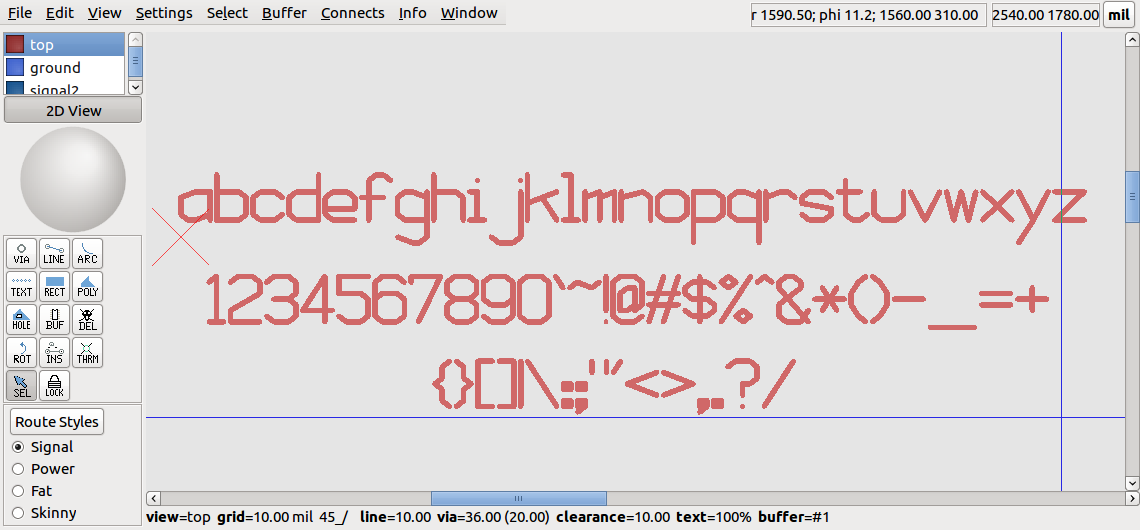 File Edit View Settings Select Buffer Connects Info Window
r 1590.50; phi 11.2; 1560.00 310.00
2540.00 1780.00
mil
top
ground
signal2
2D View
VIA LINE ARC
TEXT RECT POLY
HOLE BUF DEL
ROT INS THRM
SEL LOCK
Route Styles
Signal
Power
Fat
Skinny
abcdefghi jklmnopqrstuvwxyz
1234567890`~!@#$%^&*()-_=+
{}[]|\:;'"<>,.?/
view=top grid=10.00 mil 45_/ line=10.00 via=36.00 (20.00) clearance=10.00 text=100% buffer=#1